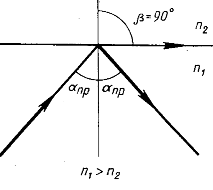 β=90°
n₂
n₁
αпр αпр
n₁>n₂